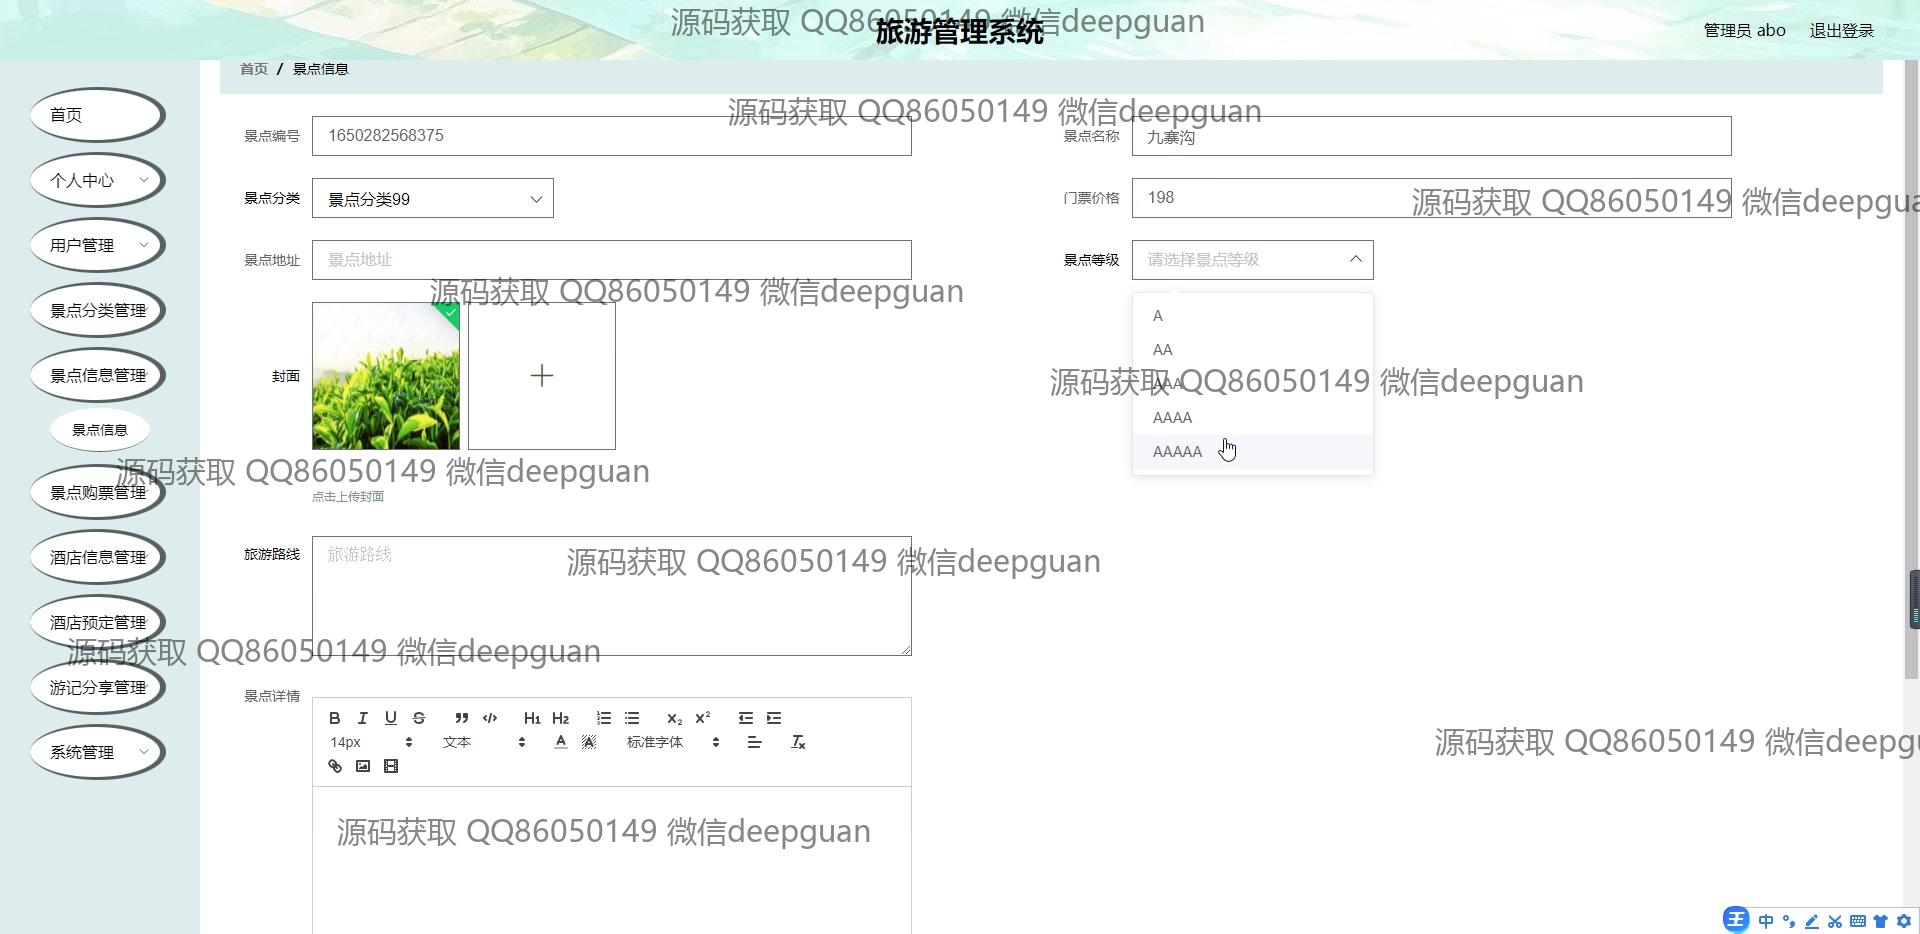 源码获取 QQ86050149 微信deepguan
旅游管理系统
管理员 abo
退出登录
首页 / 景点信息
源码获取 QQ86050149 微信deepguan
首页
个人中心
用户管理
景点分类管理
景点信息管理
景点信息
景点购票管理
酒店信息管理
酒店预定管理
游记分享管理
系统管理
景点编号
1650282568375
景点名称
九寨沟
景点分类
景点分类99
门票价格
198
源码获取 QQ86050149 微信deepgua
景点地址
景点地址
景点等级
请选择景点等级
源码获取 QQ86050149 微信deepguan
A
AA
AAA
AAAA
AAAAA
源码获取 QQ86050149 微信deepguan
封面
源码获取 QQ86050149 微信deepguan
点击上传封面
旅游路线
旅游路线
源码获取 QQ86050149 微信deepguan
源码获取 QQ86050149 微信deepguan
景点详情
B I U S H1 H2 X2 X2
14px 文本 A A 标准字体 Tx
源码获取 QQ86050149 微信deepgu
源码获取 QQ86050149 微信deepguan
王 中